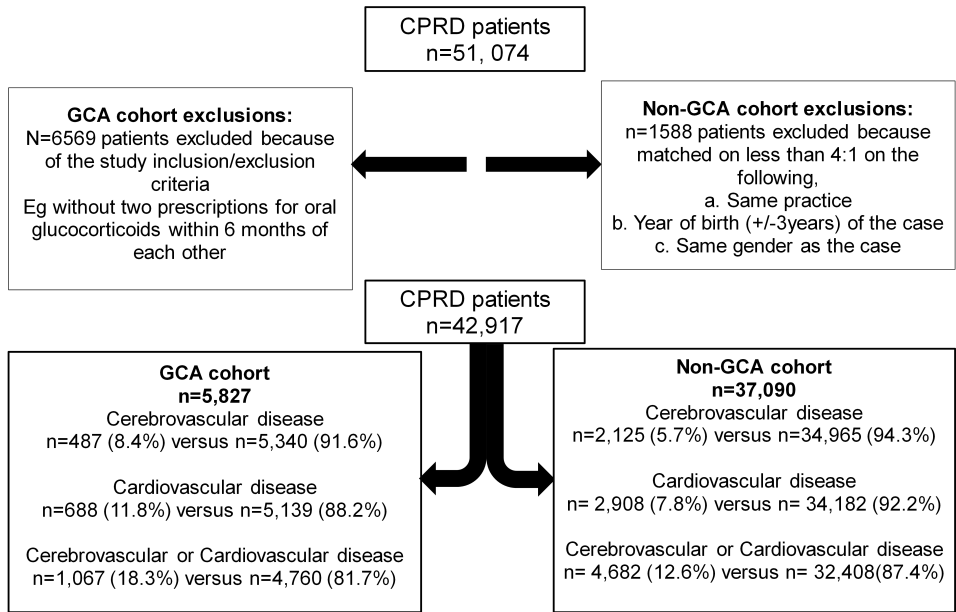 CPRD patients
n=51, 074
GCA cohort exclusions:
N=6569 patients excluded because
of the study inclusion/exclusion
criteria
Eg without two prescriptions for oral
glucocorticoids within 6 months of
each other
Non-GCA cohort exclusions:
n=1588 patients excluded because
matched on less than 4:1 on the
following,
a. Same practice
b. Year of birth (+/-3years) of the case
c. Same gender as the case
CPRD patients
n=42,917
GCA cohort
n=5,827
Cerebrovascular disease
n=487 (8.4%) versus n=5,340 (91.6%)
Cardiovascular disease
n=688 (11.8%) versus n=5,139 (88.2%)
Cerebrovascular or Cardiovascular disease
n=1,067 (18.3%) versus n=4,760 (81.7%)
Non-GCA cohort
n=37,090
Cerebrovascular disease
n=2,125 (5.7%) versus n=34,965 (94.3%)
Cardiovascular disease
n= 2,908 (7.8%) versus n= 34,182 (92.2%)
Cerebrovascular or Cardiovascular disease
n= 4,682 (12.6%) versus n= 32,408(87.4%)